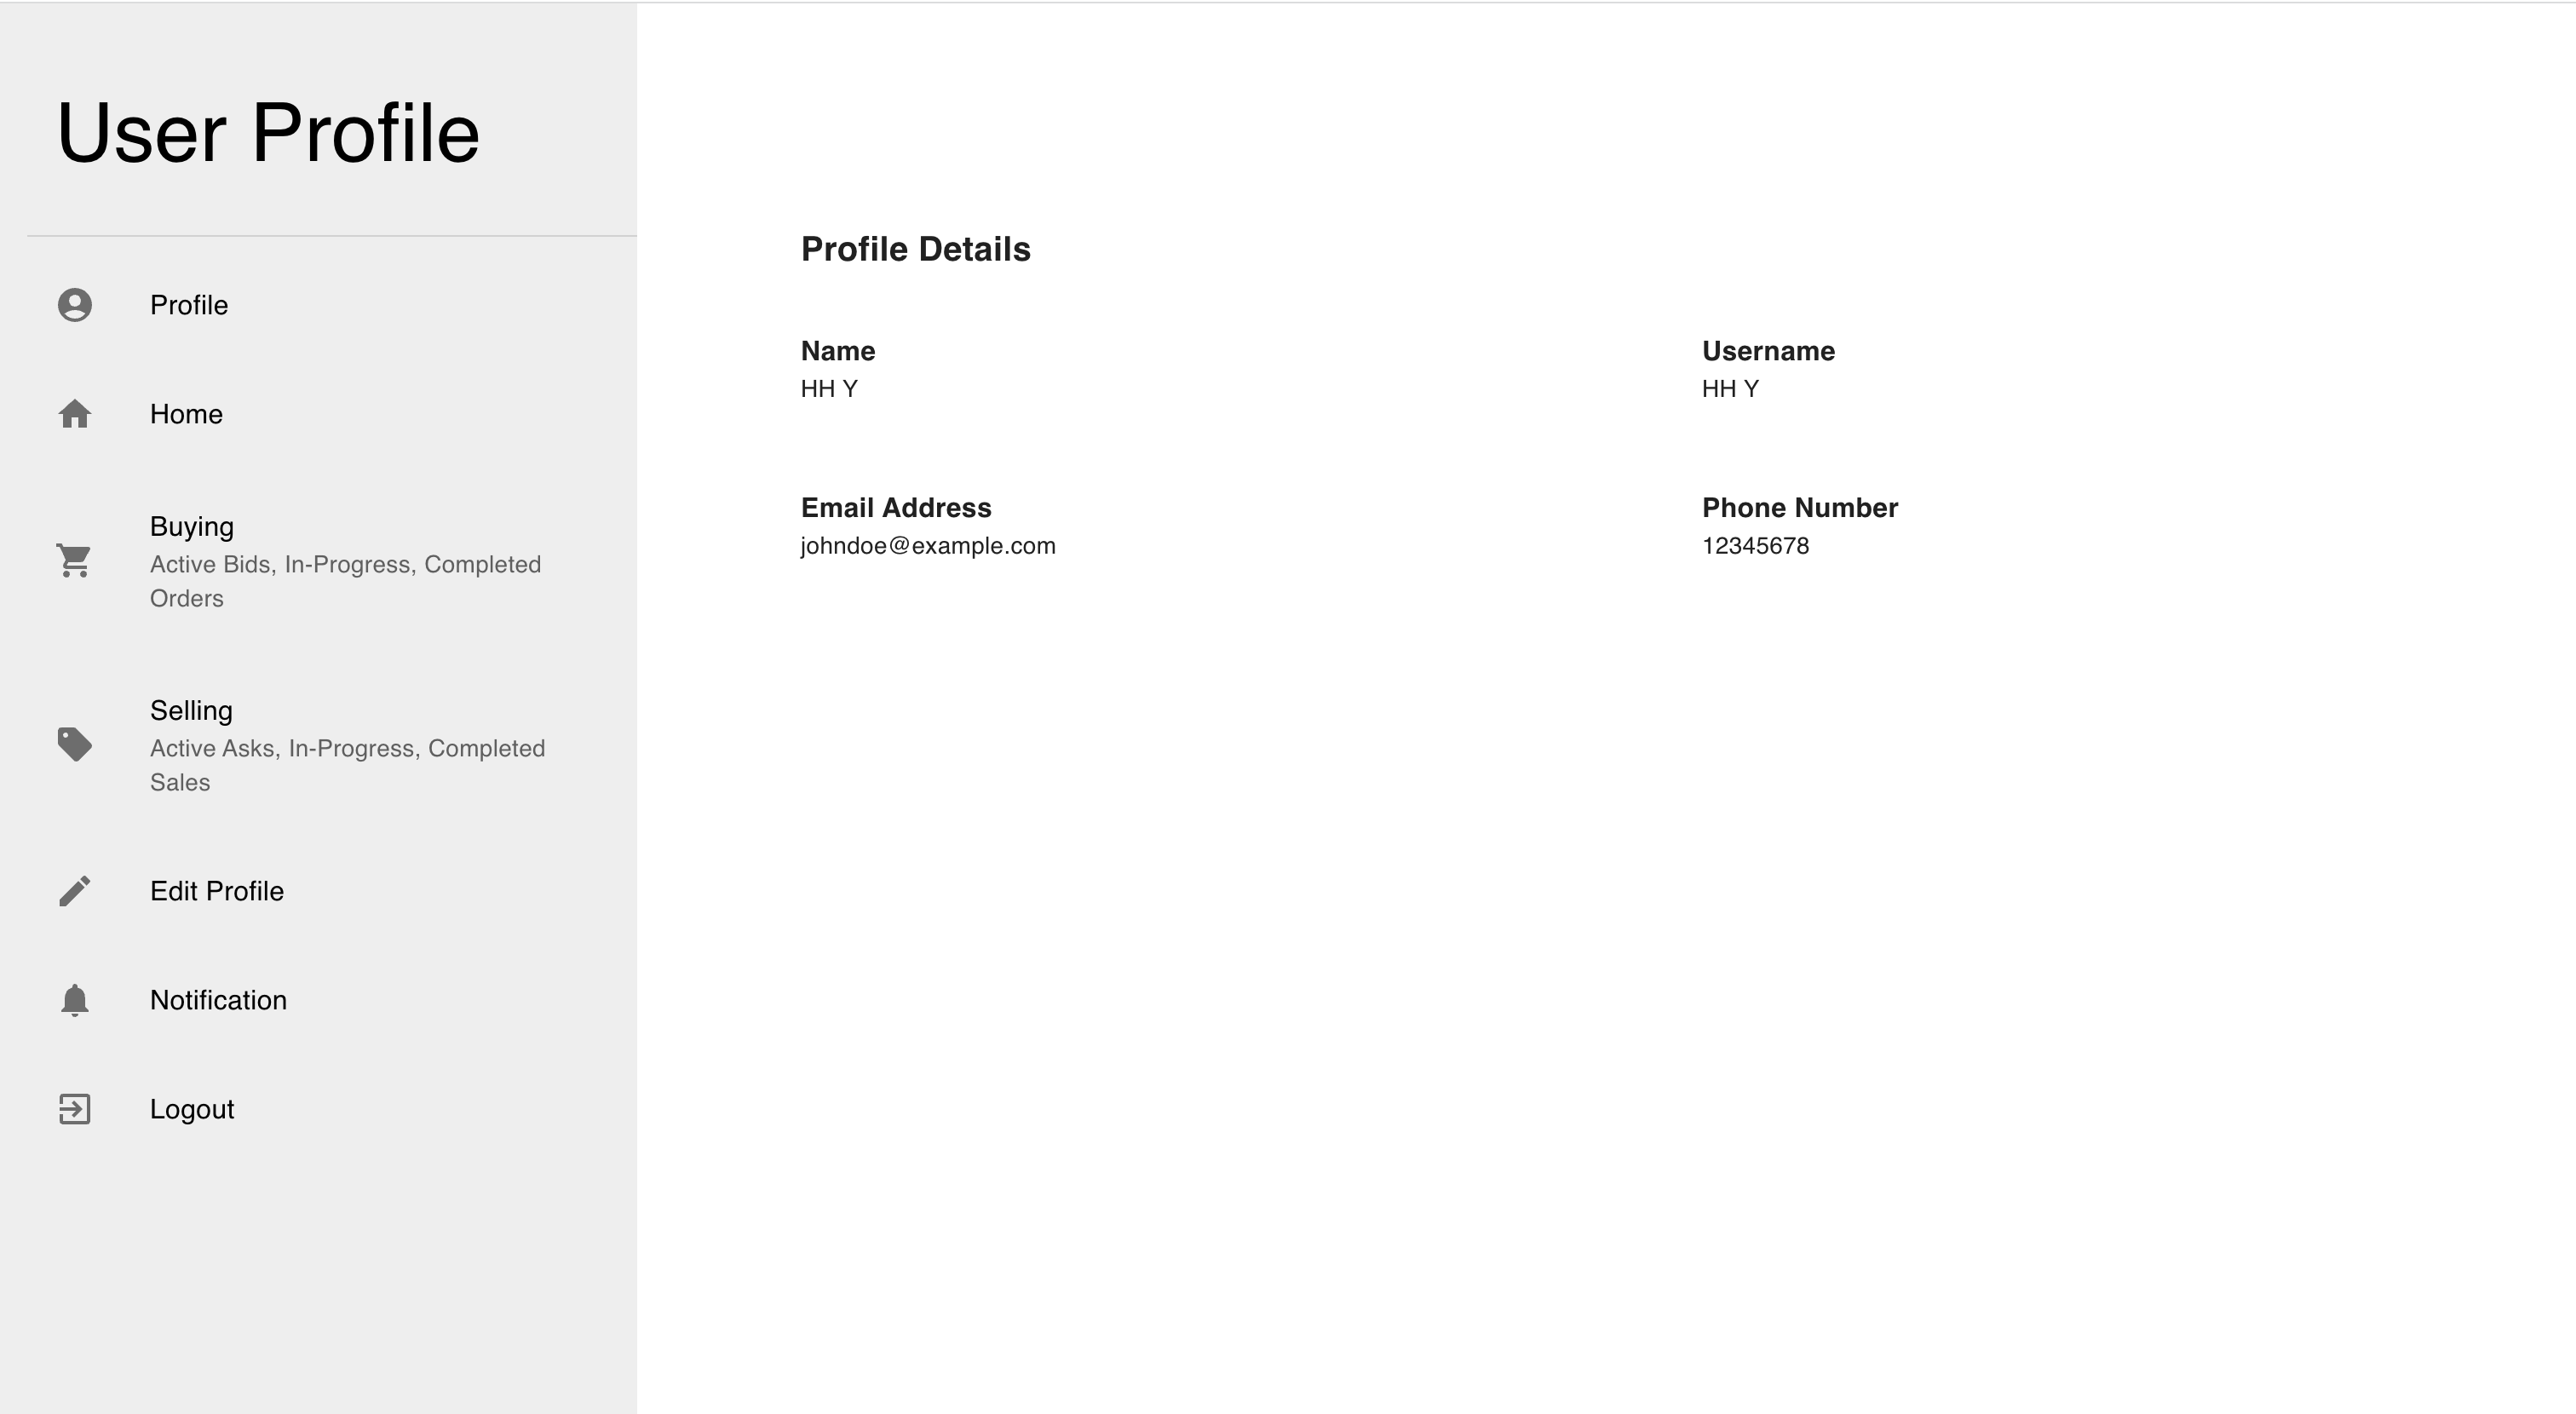 User Profile
Profile
Home
Buying
Active Bids, In-Progress, Completed
Orders
Selling
Active Asks, In-Progress, Completed
Sales
Edit Profile
Notification
Logout
Profile Details
Name
HH Y
Username
HH Y
Email Address
johndoe@example.com
Phone Number
12345678